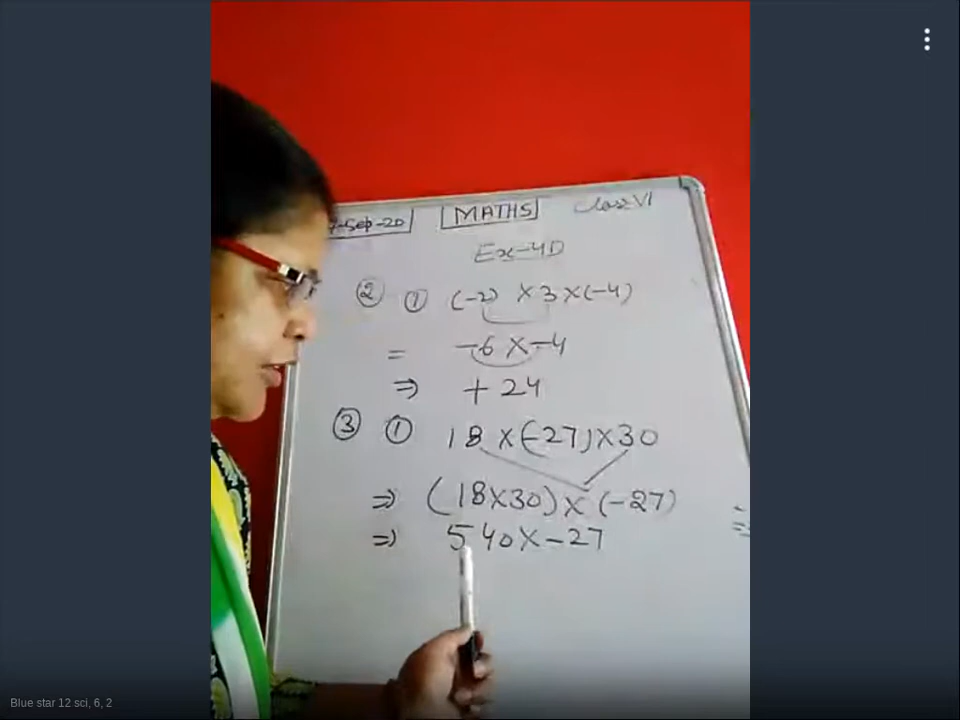 7-Sep-20 MATHS Class VI
Ex-4D
② ① (-2) × 3 × (-4)
= -6 × -4
⇒ + 24
③ ① 18 × (-27) × 30
⇒ (18×30) × (-27)
⇒ 540 × -27
Blue star 12 sci, 6, 2